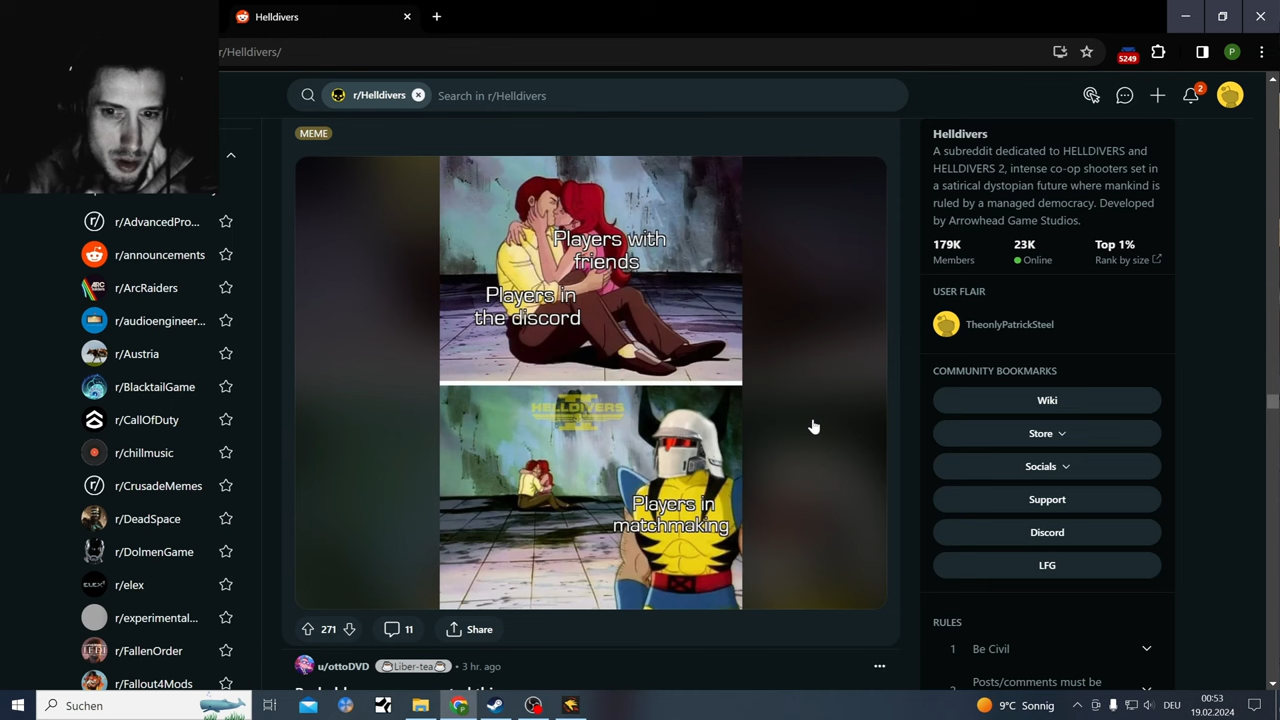 Helldivers
r/Helldivers/
5249
P
r/Helldivers
Search in r/Helldivers
2
MEME
r/AdvancedPro...
r/announcements
r/ArcRaiders
r/audioengineer...
r/Austria
r/BlacktailGame
r/CallOfDuty
r/chillmusic
r/CrusadeMemes
r/DeadSpace
r/DolmenGame
r/elex
r/experimental...
r/FallenOrder
r/Fallout4Mods
Players with
friends
Players in
the discord
HELLDIVERS
Players in
matchmaking
271
11
Share
u/ottoDVD
Liber-tea
• 3 hr. ago
Helldivers
A subreddit dedicated to HELLDIVERS and
HELLDIVERS 2, intense co-op shooters set in
a satirical dystopian future where mankind is
ruled by a managed democracy. Developed
by Arrowhead Game Studios.
179K
23K
Top 1%
Members
Online
Rank by size
USER FLAIR
TheonlyPatrickSteel
COMMUNITY BOOKMARKS
Wiki
Store
Socials
Support
Discord
LFG
RULES
1 Be Civil
Posts/comments must be
Suchen
9°C Sonnig
DEU
00:53
19.02.2024